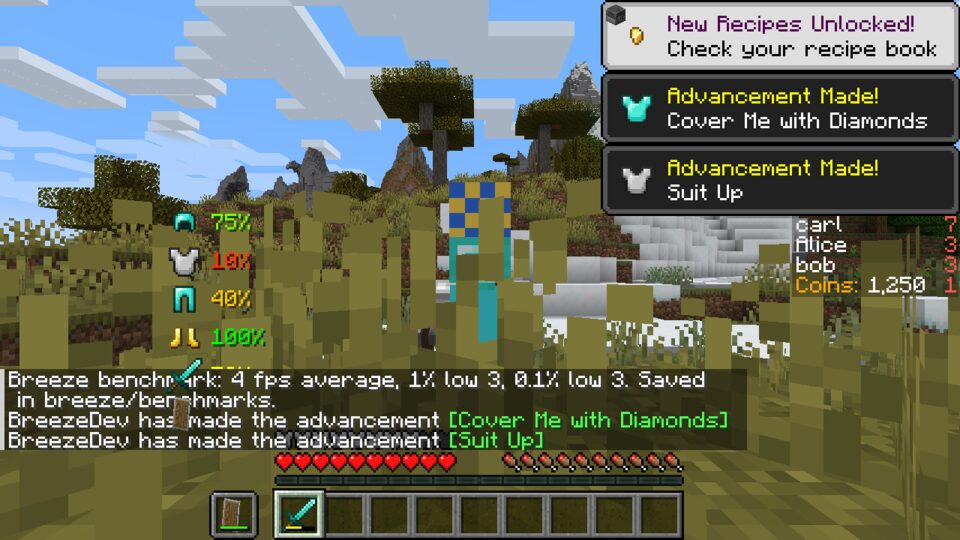 New Recipes Unlocked!
Check your recipe book
Advancement Made!
Cover Me with Diamonds
Advancement Made!
Suit Up
carl 7
Alice 3
bob 3
Coins: 1,250 1
75%
10%
40%
100%
Breeze benchmark: 4 fps average, 1% low 3, 0.1% low 3. Saved
in breeze/benchmarks.
BreezeDev has made the advancement [Cover Me with Diamonds]
BreezeDev has made the advancement [Suit Up]